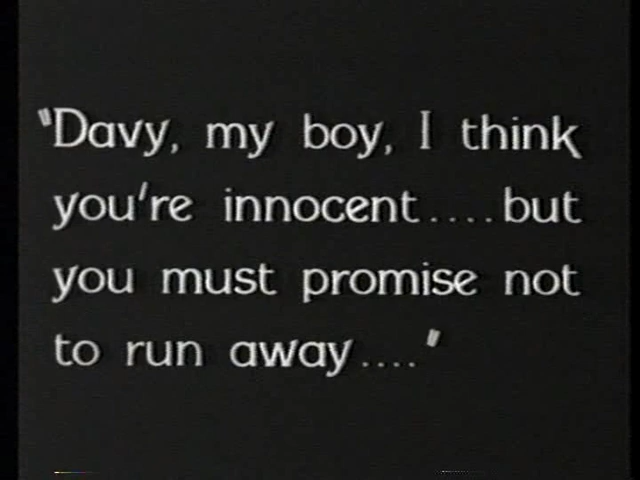 "Davy, my boy, I think
you're innocent....but
you must promise not
to run away...."